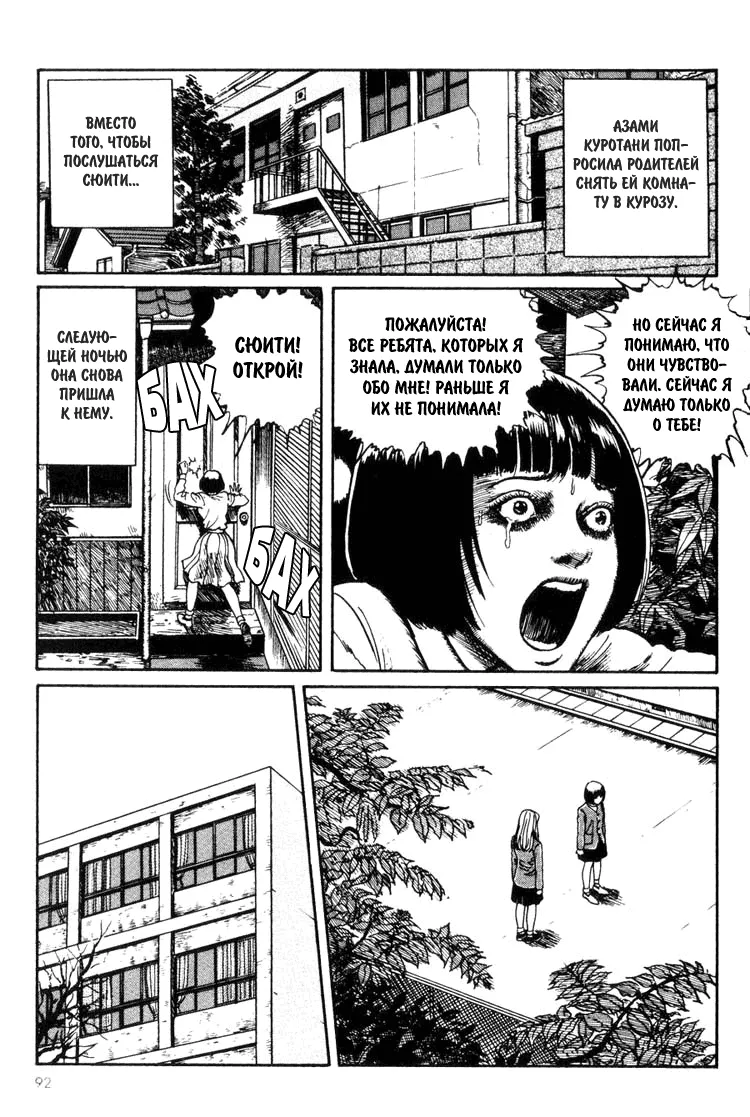 ВМЕСТО
ТОГО, ЧТОБЫ
ПОСЛУШАТЬСЯ
СЮИТИ...
АЗАМИ
КУРОТАНИ ПОП-
РОСИЛА РОДИТЕЛЕЙ
СНЯТЬ ЕЙ КОМНА-
ТУ В КУРОЗУ.
СЛЕДУЮ-
ЩЕЙ НОЧЬЮ
ОНА СНОВА
ПРИШЛА
К НЕМУ.
БАХ
СЮИТИ!
ОТКРОЙ!
БАХ
ПОЖАЛУЙСТА!
ВСЕ РЕБЯТА, КОТОРЫХ Я
ЗНАЛА, ДУМАЛИ ТОЛЬКО
ОБО МНЕ! РАНЬШЕ Я
ИХ НЕ ПОНИМАЛА!
НО СЕЙЧАС Я
ПОНИМАЮ, ЧТО
ОНИ ЧУВСТВО-
ВАЛИ. СЕЙЧАС Я
ДУМАЮ ТОЛЬКО
О ТЕБЕ!
92